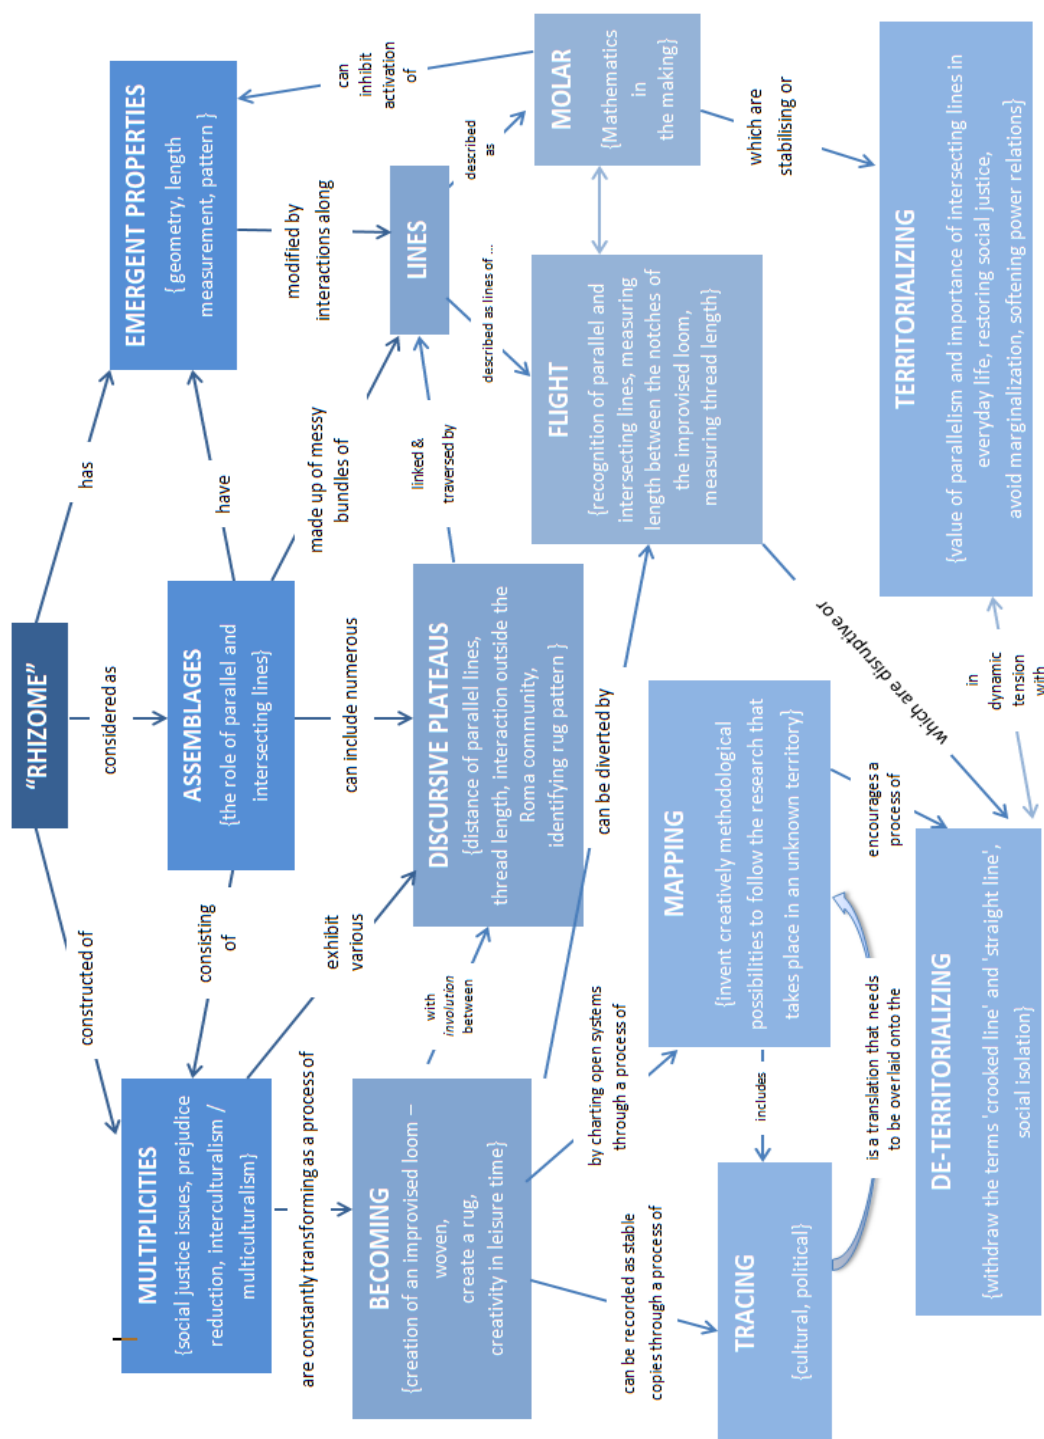 "RHIZOME"
constructed of
considered as
has
MULTIPLICITIES
{social justice issues, prejudice
reduction, interculturalism /
multiculturalism}
consisting
of
ASSEMBLAGES
{the role of parallel and
intersecting lines}
have
EMERGENT PROPERTIES
{ geometry, length
measurement, pattern }
are constantly transforming as a process of
exhibit
various
can include numerous
made up of messy
bundles of
modified by
interactions along
can
inhibit
activation
of
BECOMING
{creation of an improvised loom –
woven,
create a rug,
creativity in leisure time}
with
involution
between
DISCURSIVE PLATEAUS
{distance of parallel lines,
thread length, interaction outside the
Roma community,
identifying rug pattern }
linked &
traversed by
LINES
described
as
described as lines of ...
can be recorded as stable
copies through a process of
by charting open systems
through a process of
can be diverted by
FLIGHT
{recognition of parallel and
intersecting lines, measuring
length between the notches of
the improvised loom,
measuring thread length}
MOLAR
{Mathematics
in
the making}
TRACING
{cultural, political}
includes
MAPPING
{invent creatively methodological
possibilities to follow the research that
takes place in an unknown territory}
which are disruptive or
which are
stabilising or
is a translation that needs
to be overlaid onto the
encourages a
process of
DE-TERRITORIALIZING
{withdraw the terms 'crooked line' and 'straight line',
social isolation}
in
dynamic
tension
with
TERRITORIALIZING
{value of parallelism and importance of intersecting lines in
everyday life, restoring social justice,
avoid marginalization, softening power relations}